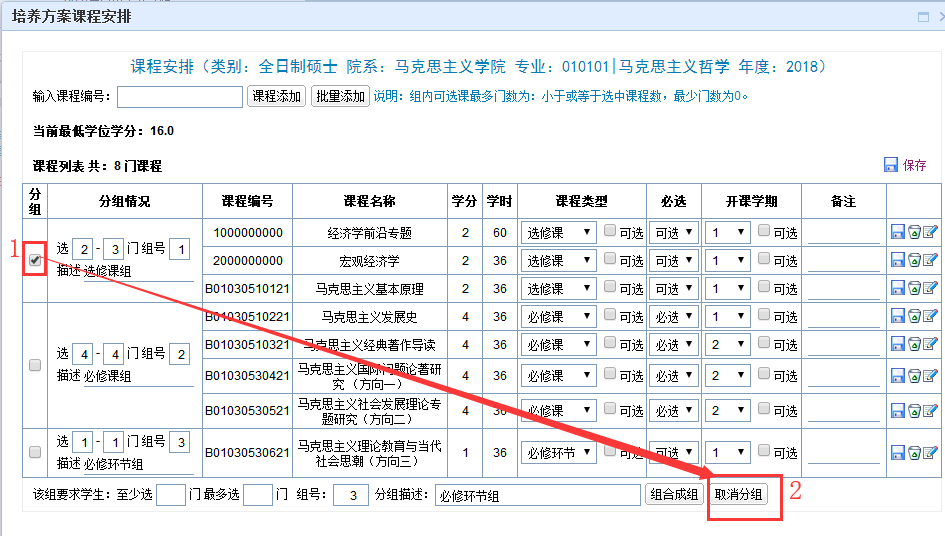 培养方案课程安排
课程安排（类别：全日制硕士 院系：马克思主义学院 专业：010101|马克思主义哲学 年度：2018）
输入课程编号： 课程添加 批量添加 说明：组内可选课最多门数为：小于或等于选中课程数，最少门数为0。
当前最低学位学分：16.0
课程列表 共：8 门课程 保存
分组 分组情况 课程编号 课程名称 学分 学时 课程类型 必选 开课学期 备注
1
选 2 - 3 门 组号 1
描述 选修课组
1000000000 经济学前沿专题 2 60 选修课 可选 可选 1 可选
2000000000 宏观经济学 2 36 选修课 可选 可选 1 可选
B01030510121 马克思主义基本原理 2 36 选修课 可选 可选 1 可选
选 4 - 4 门 组号 2
描述 必修课组
B01030510221 马克思主义发展史 4 36 必修课 可选 必选 1 可选
B01030510321 马克思主义经典著作导读 4 36 必修课 可选 必选 2 可选
B01030530421 马克思主义国际问题论著研究（方向一） 4 36 必修课 可选 必选 2 可选
B01030530521 马克思主义社会发展理论专题研究（方向二） 4 36 必修课 可选 必选 2 可选
选 1 - 1 门 组号 3
描述 必修环节组
B01030530621 马克思主义理论教育与当代社会思潮（方向三） 1 36 必修环节 可选 可选 1 可选
该组要求学生：至少选 门 最多选 门 组号： 3 分组描述： 必修环节组 组合成组 取消分组 2